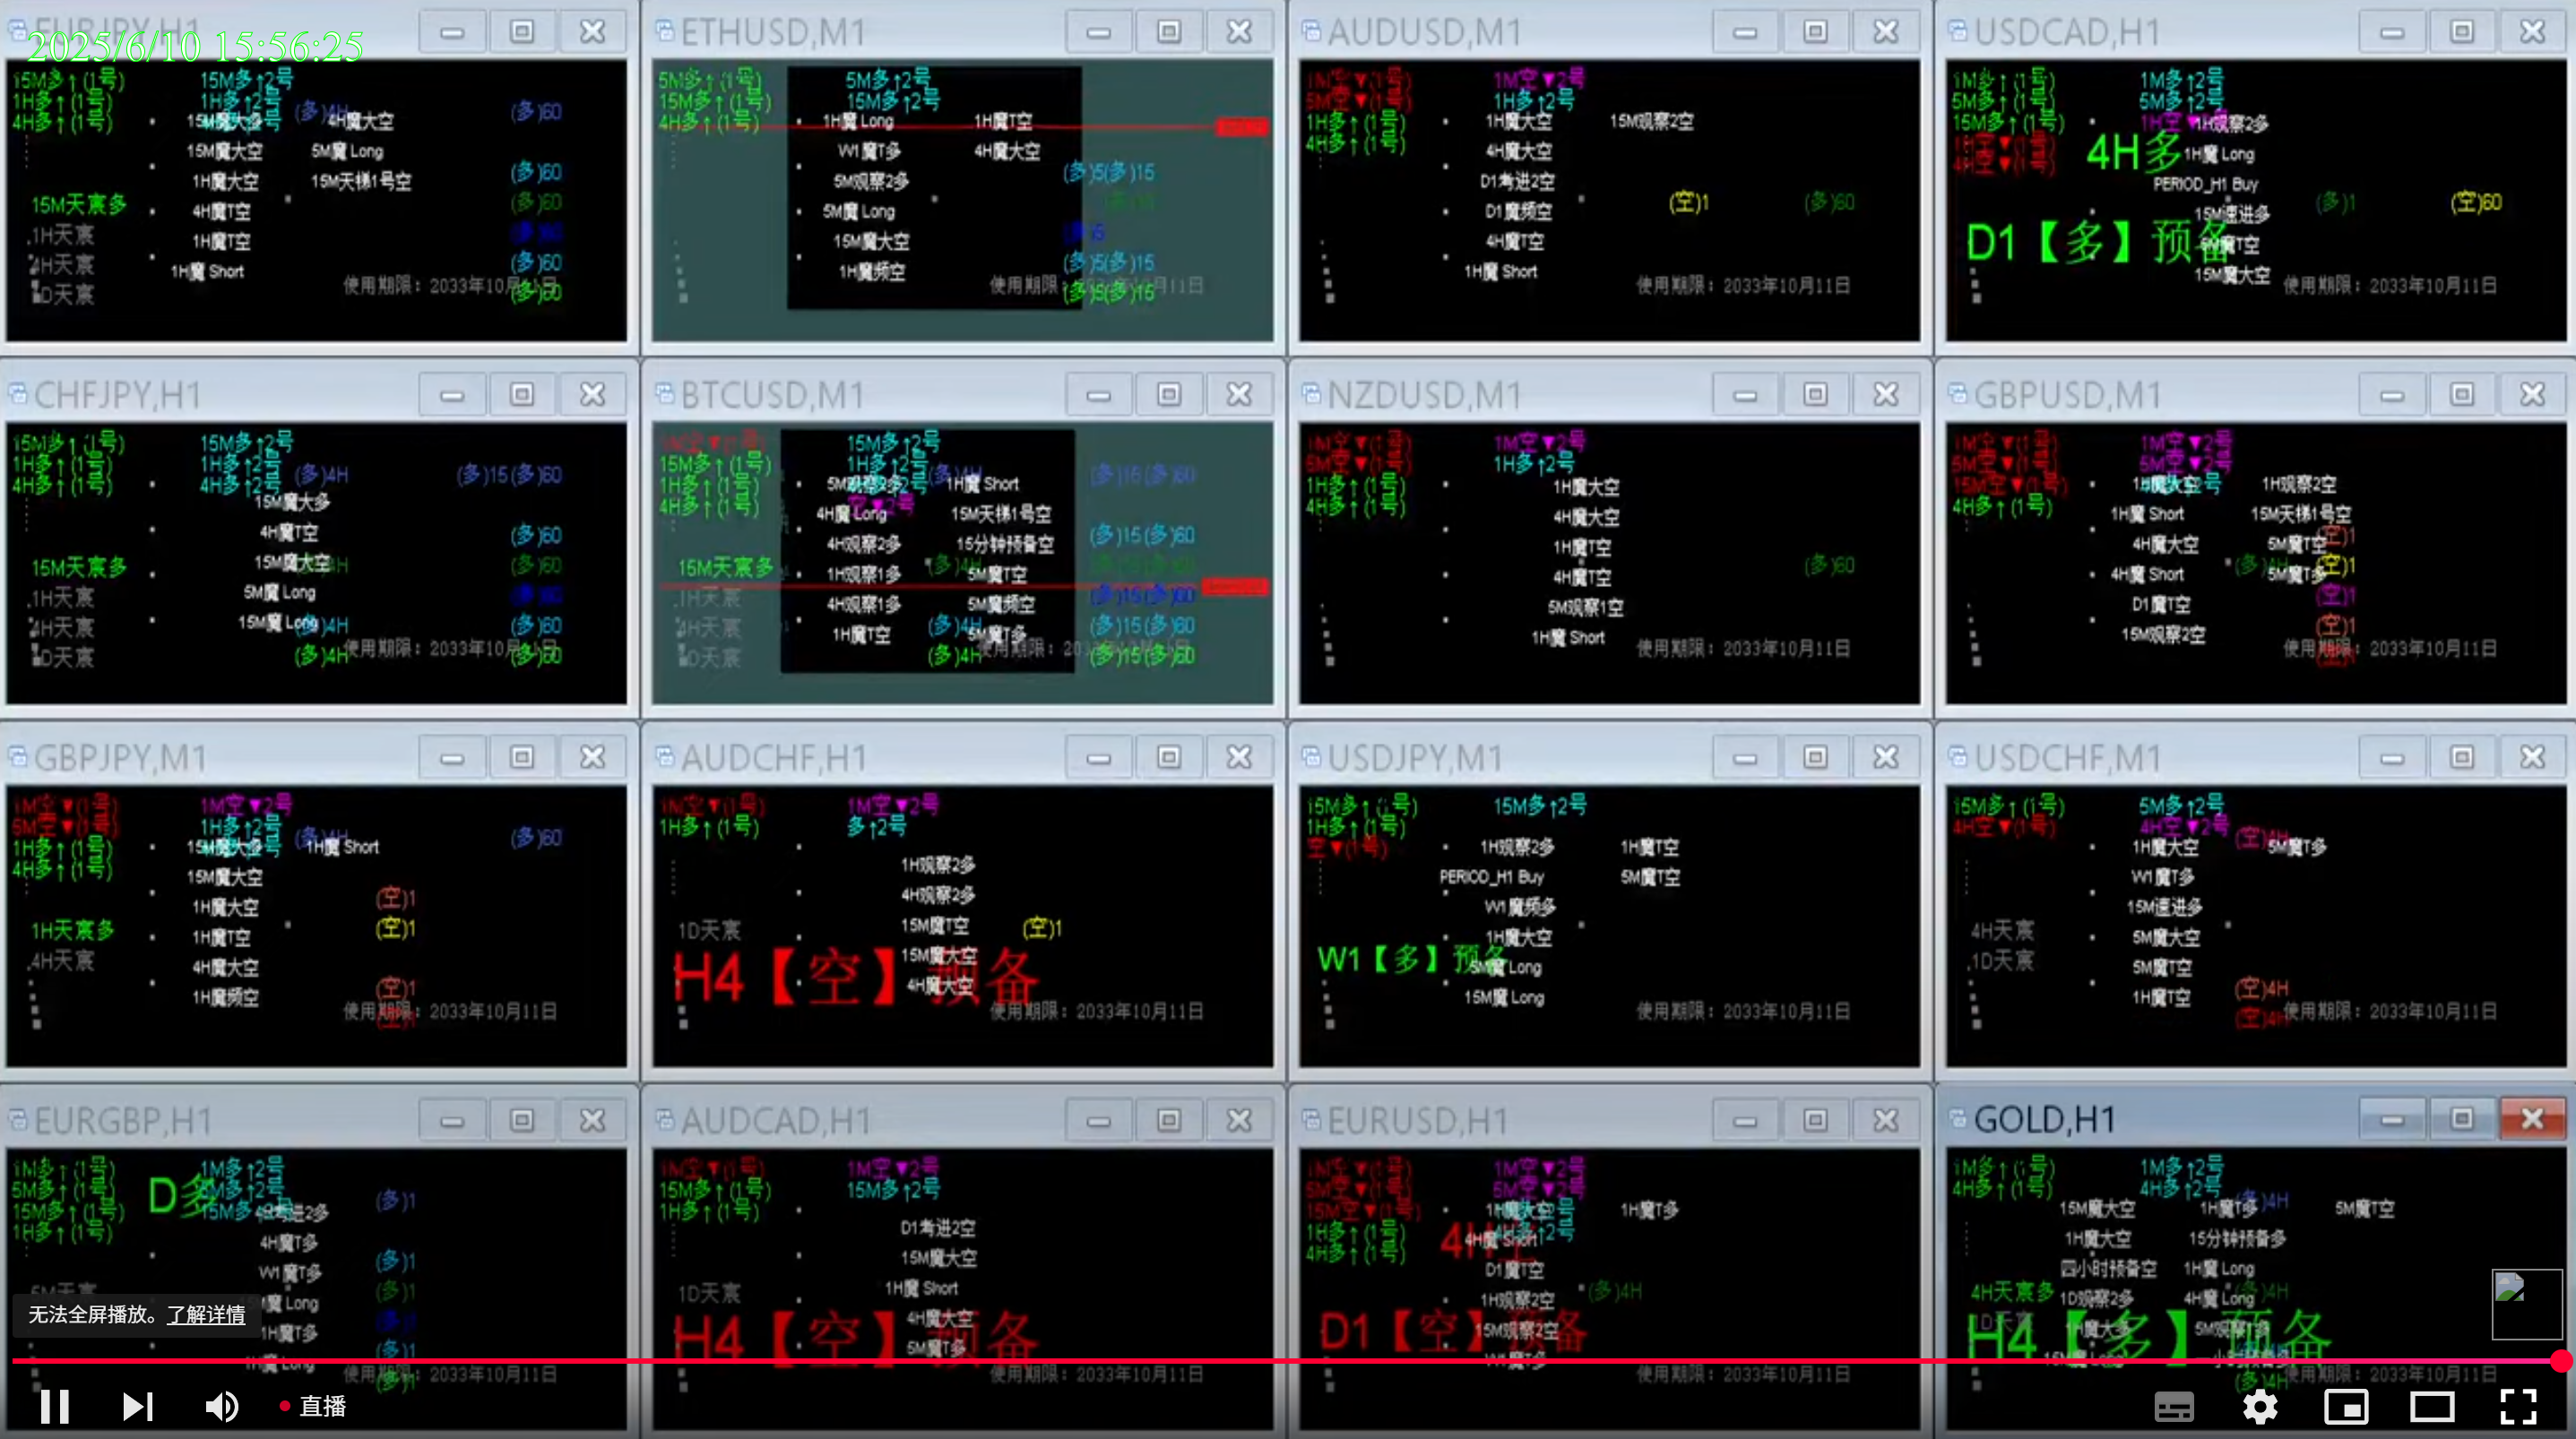 EURJPY,H1
2025/6/10 15:56:25
15M多↑(1号) 15M多↑2号
1H多↑(1号) 1H多↑2号 (多)4H (多)60
4H多↑(1号) 15M魔大多 4H魔大空
15M魔大空 5M魔 Long
1H魔大空 15M天梯1号空 (多)60
15M天宸多 4H魔T空 (多)60
.1H天宸 1H魔T空
4H天宸 1H魔 Short (多)60
D天宸 使用期限：2033年10月11日 (多)60
ETHUSD,M1
5M多↑(1号) 5M多↑2号
15M多↑(1号) 15M多↑2号
4H多↑(1号) 1H魔 Long 1H魔T空
W1魔T多 4H魔大空
5M观察2多 (多)5(多)15
5M魔 Long
15M魔大空
1H魔频空 (多)5(多)15
使用期限 月11日 (多)5(多)15
AUDUSD,M1
1M空▼(1号) 1M空▼2号
5M空▼(1号) 1H多↑2号
1H多↑(1号) 1H魔大空 15M观察2空
4H多↑(1号) 4H魔大空
D1考进2空
D1魔频空 (空)1 (多)60
4H魔T空
1H魔 Short 使用期限：2033年10月11日
USDCAD,H1
1M多↑(1号) 1M多↑2号
5M多↑(1号) 5M多↑2号
15M多↑(1号) 1H空▼ 1H观察2多
1H空▼(1号) 4H多 1H魔 Long
4H空▼(1号) PERIOD_H1 Buy
15M速进多 (多)1 (空)60
D1【多】预备 5M魔T空
15M魔大空 使用期限：2033年10月11日
CHFJPY,H1
15M多↑(1号) 15M多↑2号
1H多↑(1号) 1H多↑2号 (多)4H (多)15(多)60
4H多↑(1号) 4H多↑2号
15M魔大多
4H魔T空 (多)60
15M天宸多 15M魔大空 4H (多)60
.1H天宸 5M魔 Long
4H天宸 15M魔 Long (多)4H (多)60
D天宸 (多)4H 使用期限：2033年10月11日 (多)60
BTCUSD,M1
1M空▼(1号) 15M多↑2号
15M多↑(1号) 1H多↑2号 (多)4H (多)15(多)60
1H多↑(1号) 5M观察2多 1H魔 Short
4H多↑(1号) 4H魔 Long 空▼2号 15M天梯1号空
4H观察2多 15分钟预备空 (多)15(多)60
15M天宸多 1H观察1多 (多)4H 5M魔T空
.1H天宸 4H观察1多 5M魔频空 (多)15(多)60
4H天宸 1H魔T空 (多)4H 5M魔T多 (多)15(多)60
D天宸 (多)4H 使用期限： (多)15(多)60
NZDUSD,M1
1M空▼(1号) 1M空▼2号
5M空▼(1号) 1H多↑2号
1H多↑(1号) 1H魔大空
4H多↑(1号) 4H魔大空
1H魔T空
4H魔T空 (多)60
5M观察1空
1H魔 Short 使用期限：2033年10月11日
GBPUSD,M1
1M空▼(1号) 1M空▼2号
5M空▼(1号) 5M空▼2号
15M空▼(1号) 1H魔大空 2号 1H观察2空
4H多↑(1号) 1H魔 Short 15M天梯1号空
4H魔大空 5M魔T空 (空)1
4H魔 Short (多)4H 5M魔T多 (空)1
D1魔T空 (空)1
15M观察2空 (空)1
使用期限：2033年10月11日
GBPJPY,M1
1M空▼(1号) 1M空▼2号
5M空▼(1号) 1H多↑2号 (多)4H (多)60
1H多↑(1号) 15M魔大多 1H魔 Short
4H多↑(1号) 15M魔大空
1H魔大空 (空)1
1H天宸多 1H魔T空 (空)1
.4H天宸 4H魔大空
1H魔频空 (空)1
使用期限：2033年10月11日
AUDCHF,H1
1M空▼(1号) 1M空▼2号
1H多↑(1号) 多↑2号
1H观察2多
4H观察2多
1D天宸 15M魔T空 (空)1
15M魔大空
H4【空】预备 4H魔大空
使用期限：2033年10月11日
USDJPY,M1
15M多↑(1号) 15M多↑2号
1H多↑(1号)
空▼(1号) 1H观察2多 1H魔T空
PERIOD_H1 Buy 5M魔T空
W1魔频多
1H魔大空
W1【多】预备 5M魔 Long
15M魔 Long 使用期限：2033年10月11日
USDCHF,M1
15M多↑(1号) 5M多↑2号
4H空▼(1号) 4H空▼2号 (空)4H
1H魔大空 5M魔T多
W1魔T多
15M速进多
4H天宸 5M魔大空
.1D天宸 5M魔T空
1H魔T空 (空)4H
(空)4H 使用期限：2033年10月11日
EURGBP,H1
1M多↑(1号) 1M多↑2号
5M多↑(1号) D多 5M多↑2号 (多)1
15M多↑(1号) 15M多
1H多↑(1号) 4H魔T多
W1魔T多 (多)1
5M天宸 Long (多)1
1H魔T多
1H魔 Long (多)1
使用期限：2033年10月11日 (多)1
AUDCAD,H1
1M空▼(1号) 1M空▼2号
15M多↑(1号) 15M多↑2号
1H多↑(1号) D1考进2空
15M魔大空
1D天宸 1H魔 Short
H4【空】预备 4H魔大空
5M魔T多
使用期限：2033年10月11日
EURUSD,H1
1M空▼(1号) 1M空▼2号
5M空▼(1号) 5M空▼2号
15M空▼(1号) 1H魔大空 1H魔T多
1H多↑(1号) 4H空 4H魔 Short ↑2号
4H多↑(1号) D1魔T空
1H观察2空 (多)4H
D1【空】预备 15M观察2空
W1魔T多
使用期限：2033年10月11日
GOLD,H1
1M多↑(1号) 1M多↑2号
4H多↑(1号) 4H多↑2号 (多)4H
15M魔大空 1H魔T多 5M魔T空
1H魔大空 15分钟预备多
四小时预备空 1H魔 Long
4H天宸多 1D观察2多 4H魔 Long (多)4H
1D天宸 1H魔大多 5M观察1多
H4【多】预备
15M魔 Long 一小时预备多
(多)4H 使用期限：2033年10月11日
无法全屏播放。了解详情
直播